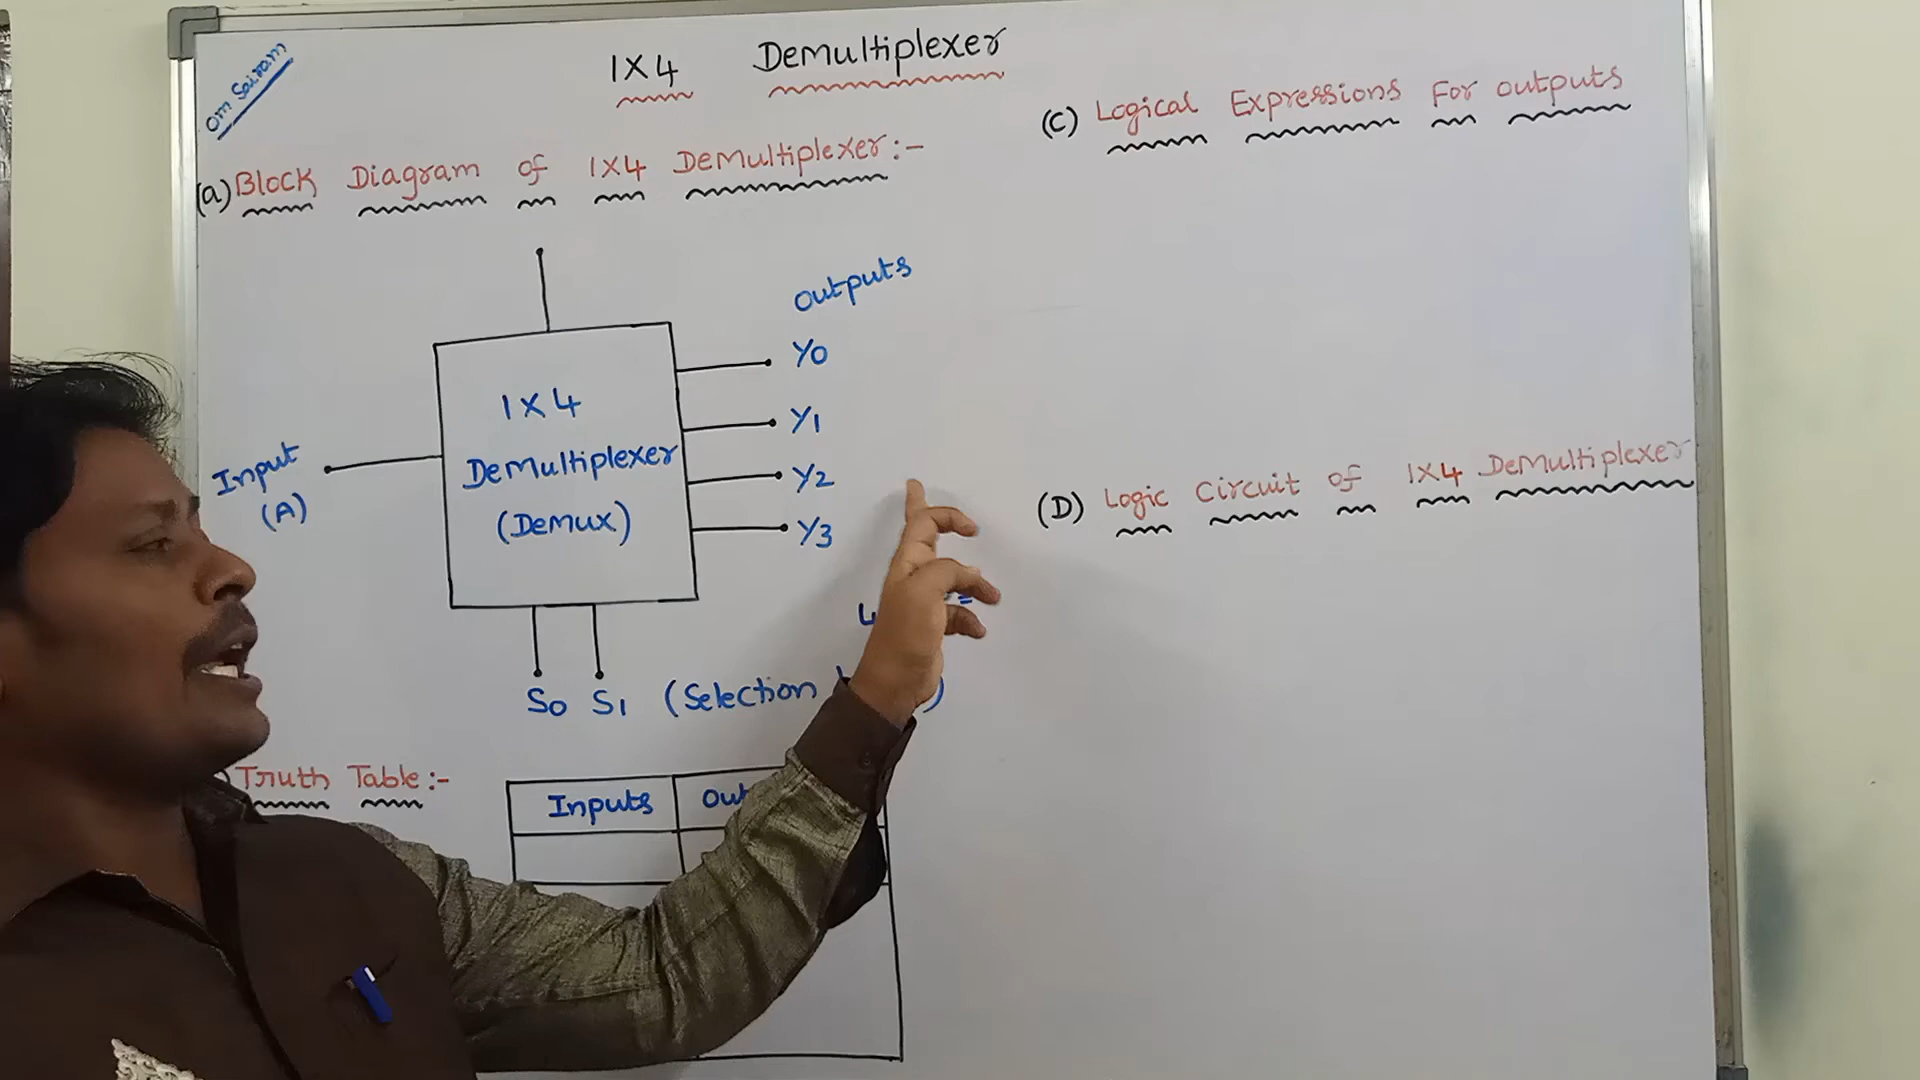 Om Sairam
1X4 Demultiplexer
(a) Block Diagram of 1X4 Demultiplexer:-
Outputs
Input
(A)
1X4
Demultiplexer
(Demux)
Y0
Y1
Y2
Y3
4
=
S0 S1 (Selection )
Truth Table:-
Inputs
(C) Logical Expressions For outputs
(D) Logic Circuit of 1X4 Demultiplexer